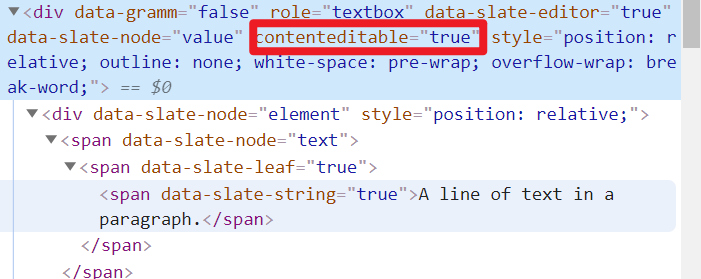 ▼<div data-gramm="false" role="textbox" data-slate-editor="true"
data-slate-node="value" contenteditable="true" style="position: r
elative; outline: none; white-space: pre-wrap; overflow-wrap: bre
ak-word;"> == $0
▼<div data-slate-node="element" style="position: relative;">
▼<span data-slate-node="text">
▼<span data-slate-leaf="true">
<span data-slate-string="true">A line of text in a
paragraph.</span>
</span>
</span>